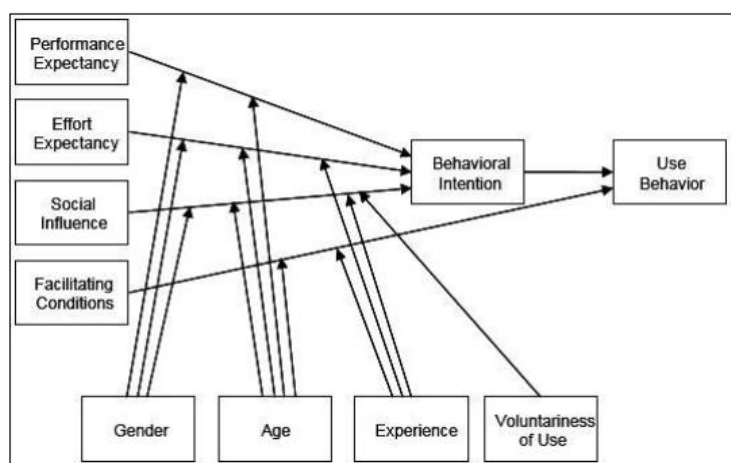 Performance
Expectancy
Effort
Expectancy
Social
Influence
Facilitating
Conditions
Behavioral
Intention
Use
Behavior
Gender
Age
Experience
Voluntariness
of Use